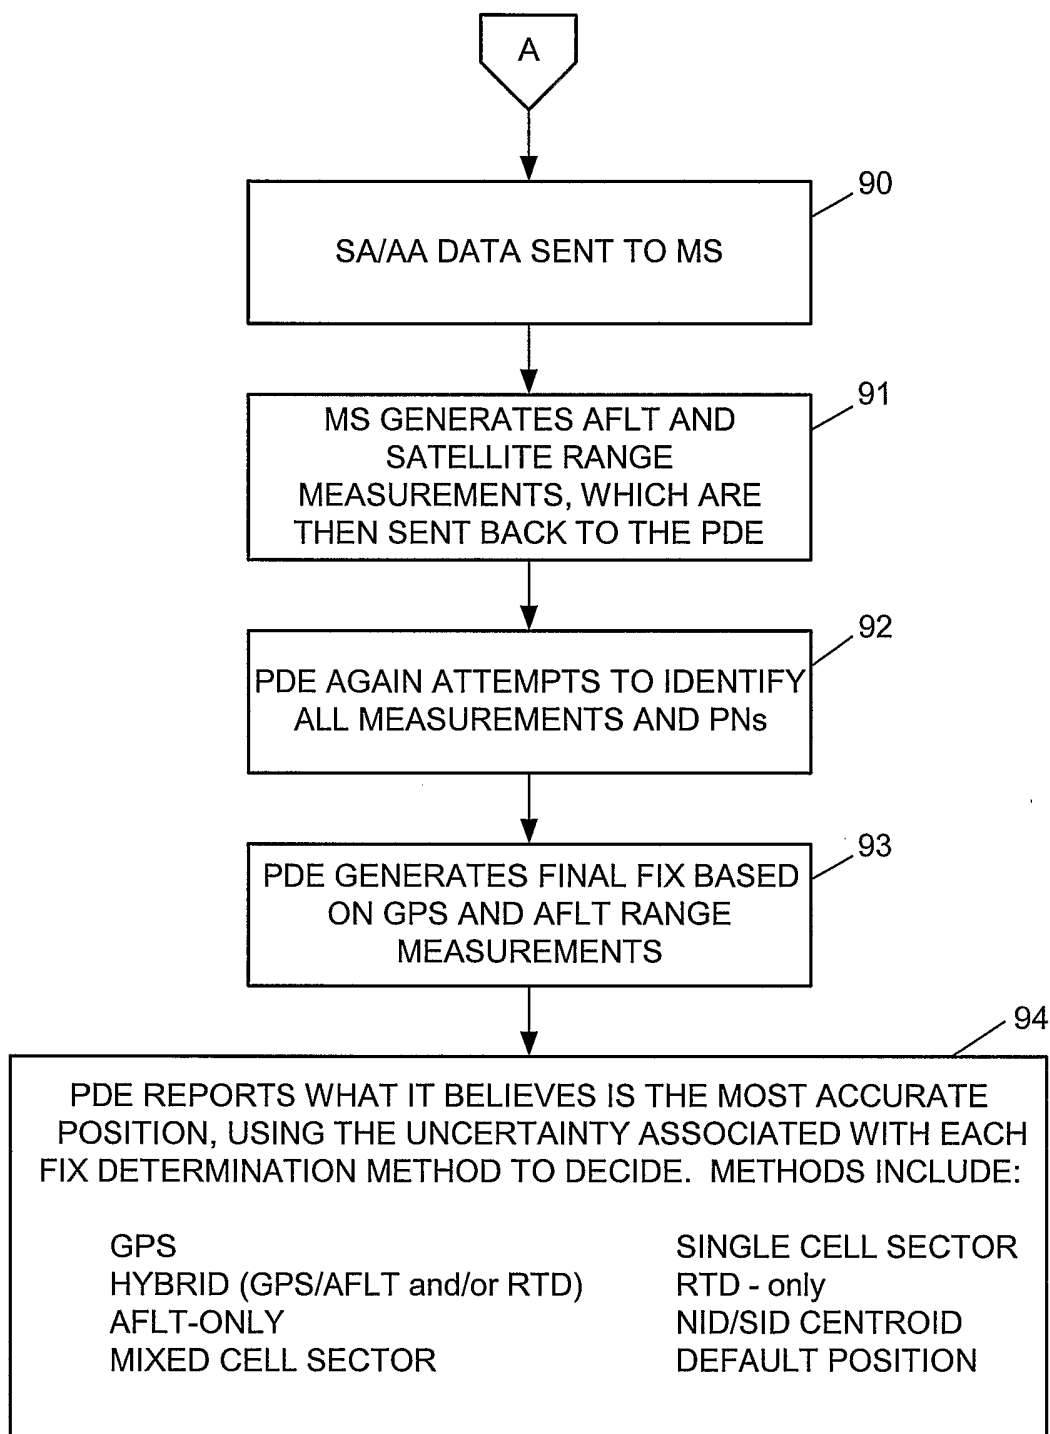 A
90
SA/AA DATA SENT TO MS
91
MS GENERATES AFLT AND
SATELLITE RANGE
MEASUREMENTS, WHICH ARE
THEN SENT BACK TO THE PDE
92
PDE AGAIN ATTEMPTS TO IDENTIFY
ALL MEASUREMENTS AND PNs
93
PDE GENERATES FINAL FIX BASED
ON GPS AND AFLT RANGE
MEASUREMENTS
94
PDE REPORTS WHAT IT BELIEVES IS THE MOST ACCURATE
POSITION, USING THE UNCERTAINTY ASSOCIATED WITH EACH
FIX DETERMINATION METHOD TO DECIDE. METHODS INCLUDE:
GPS
HYBRID (GPS/AFLT and/or RTD)
AFLT-ONLY
MIXED CELL SECTOR
SINGLE CELL SECTOR
RTD - only
NID/SID CENTROID
DEFAULT POSITION